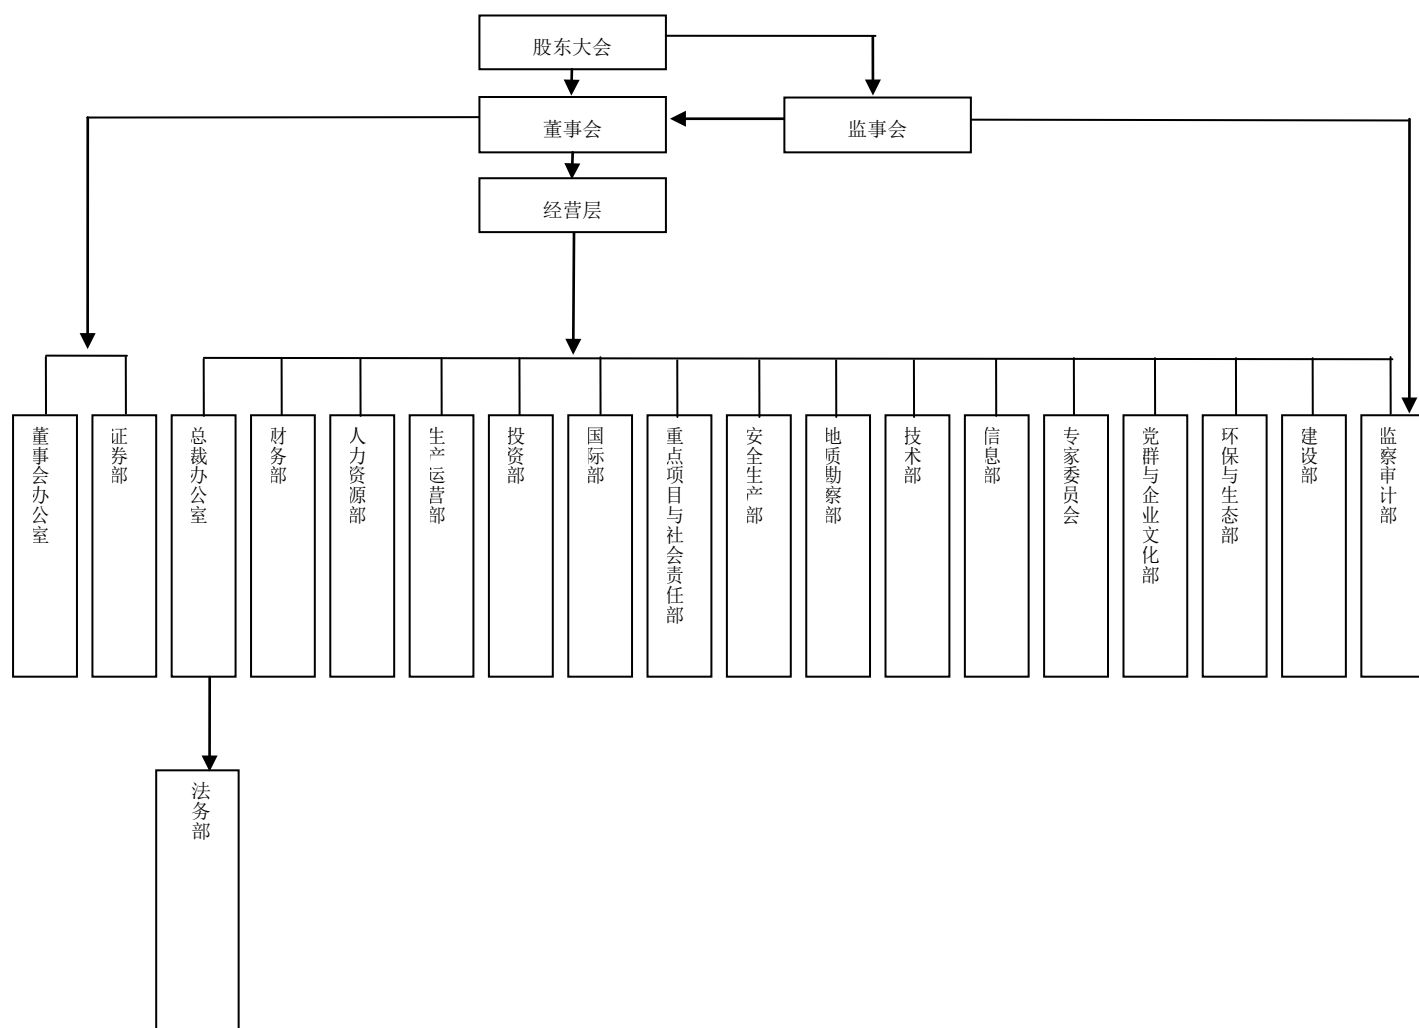 股东大会
董事会
监事会
经营层
董事会办公室
证券部
总裁办公室
财务部
人力资源部
生产运营部
投资部
国际部
重点项目与社会责任部
安全生产部
地质勘察部
技术部
信息部
专家委员会
党群与企业文化部
环保与生态部
建设部
监察审计部
法务部